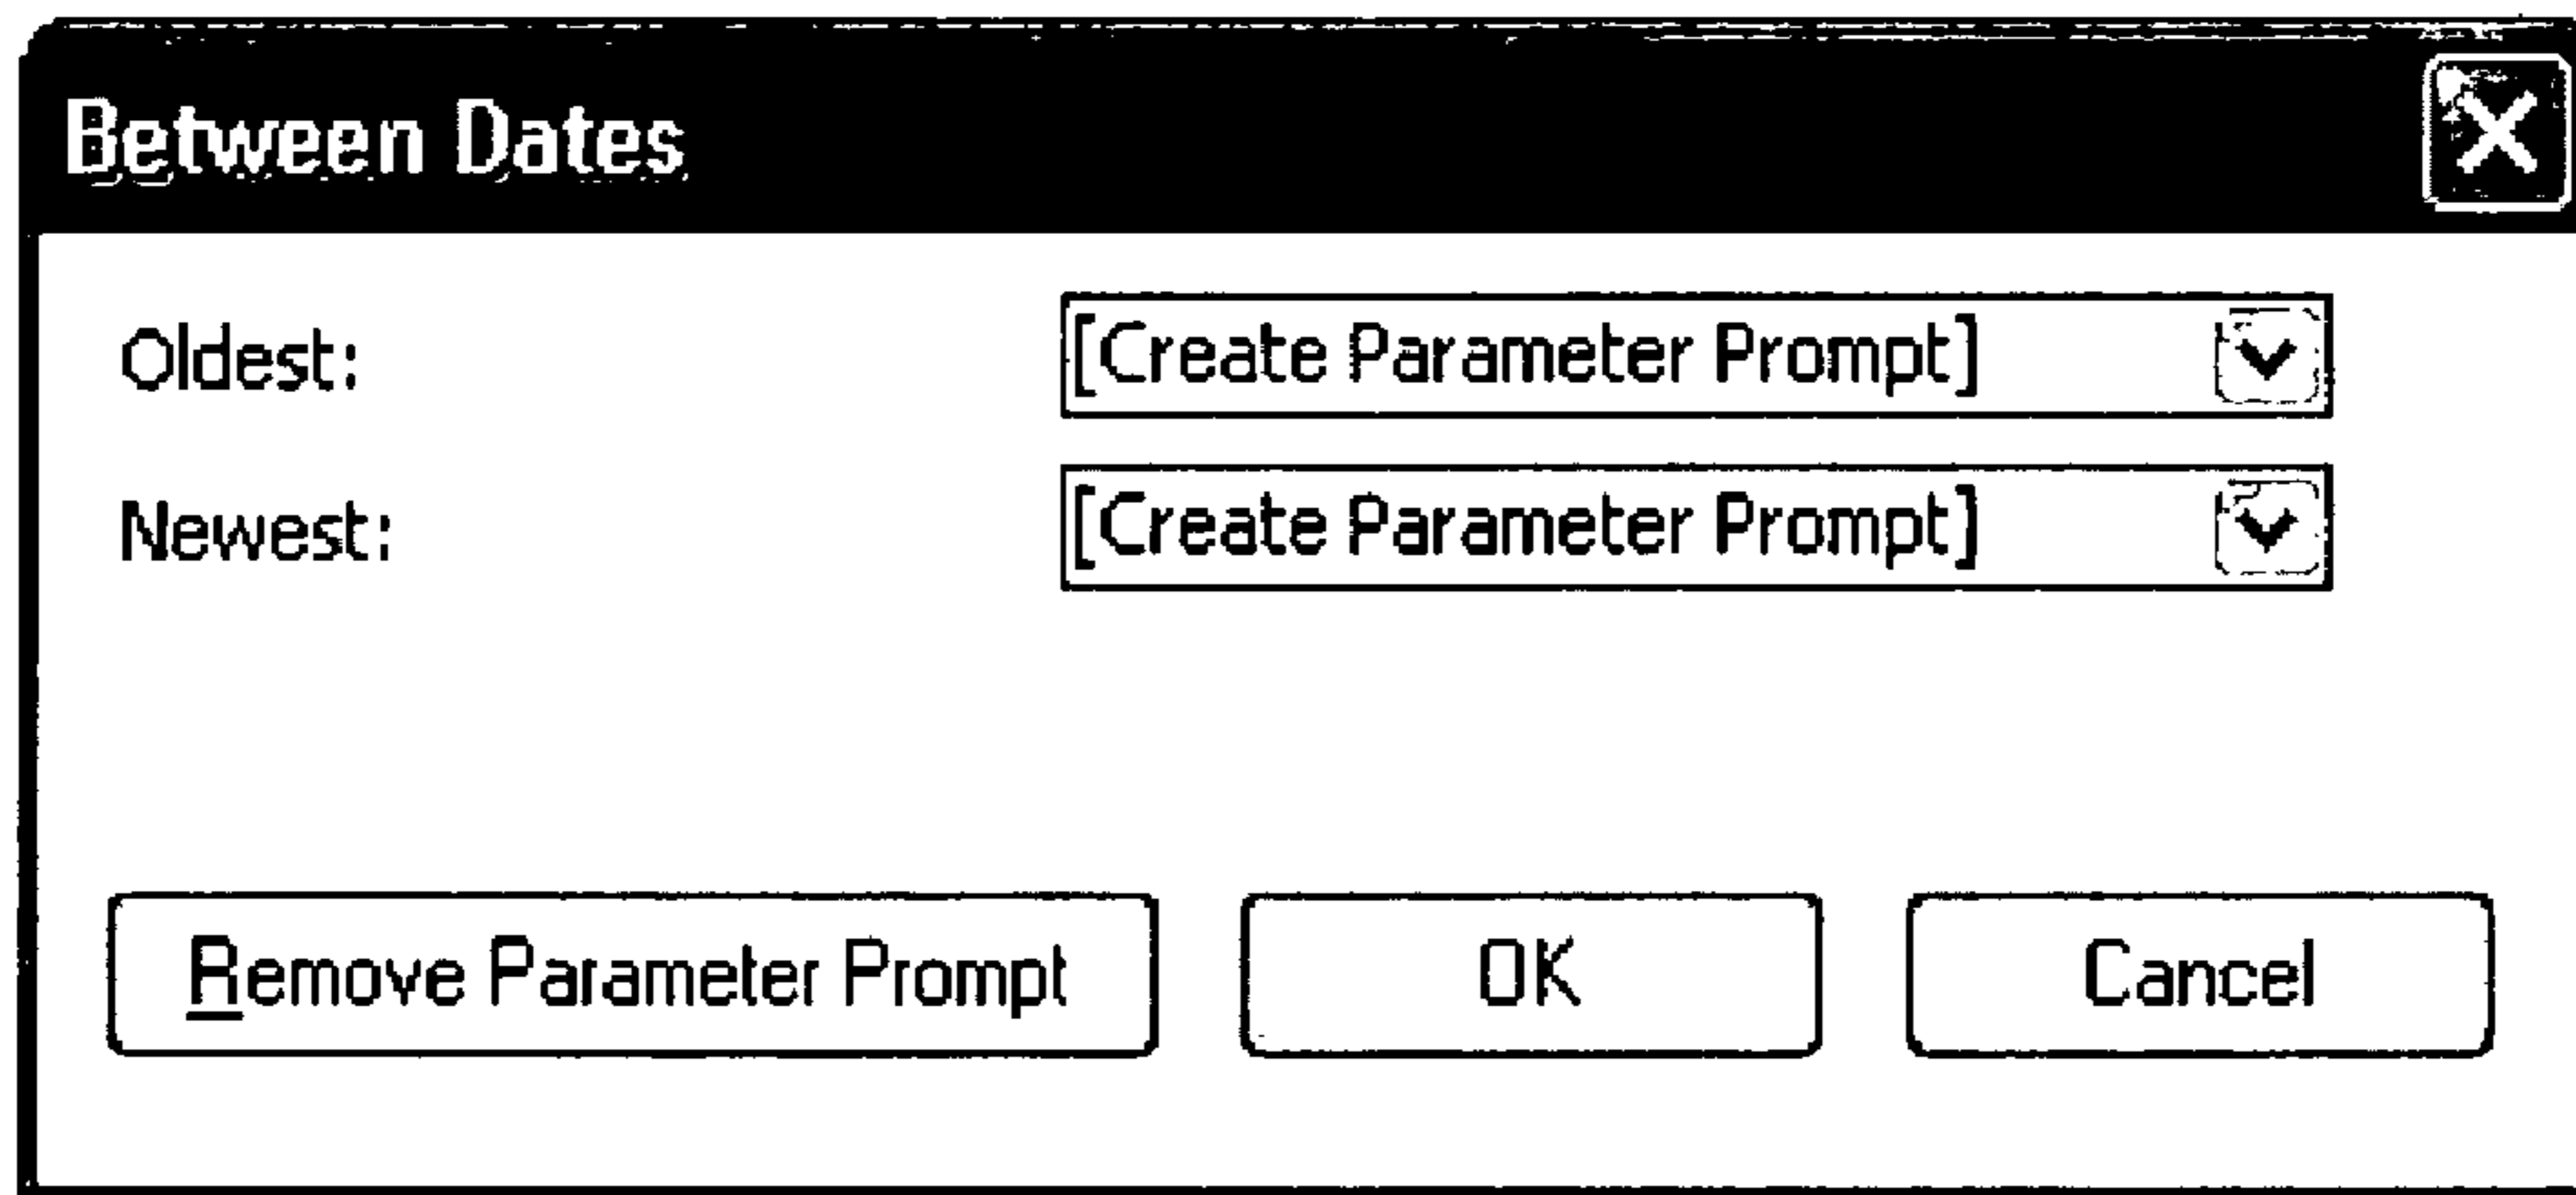 Between Dates
Oldest: [Create Parameter Prompt]
Newest: [Create Parameter Prompt]
Remove Parameter Prompt OK Cancel